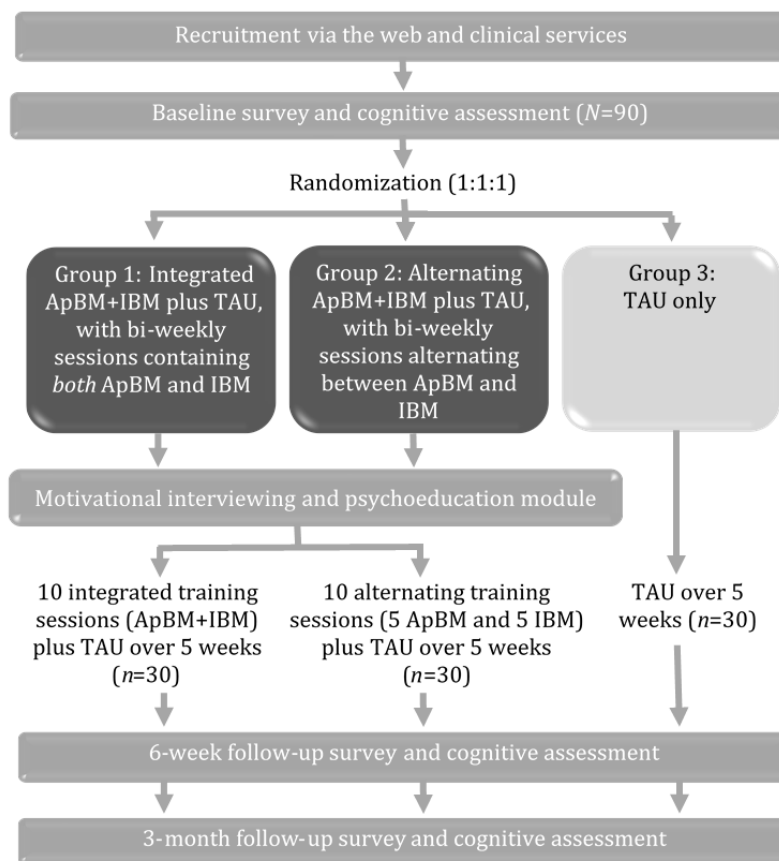 Recruitment via the web and clinical services
Baseline survey and cognitive assessment (N=90)
Randomization (1:1:1)
Group 1: Integrated
ApBM+IBM plus TAU,
with bi-weekly
sessions containing
both ApBM and IBM
Group 2: Alternating
ApBM+IBM plus TAU,
with bi-weekly
sessions alternating
between ApBM and
IBM
Group 3:
TAU only
Motivational interviewing and psychoeducation module
10 integrated training
sessions (ApBM+IBM)
plus TAU over 5 weeks
(n=30)
10 alternating training
sessions (5 ApBM and 5 IBM)
plus TAU over 5 weeks
(n=30)
TAU over 5
weeks (n=30)
6-week follow-up survey and cognitive assessment
3-month follow-up survey and cognitive assessment